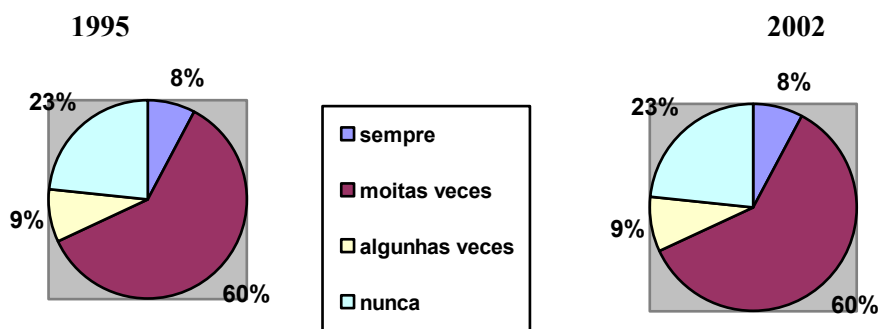 1995
2002
8%
23%
9%
60%
sempre
moitas veces
algunhas veces
nunca
8%
23%
9%
60%